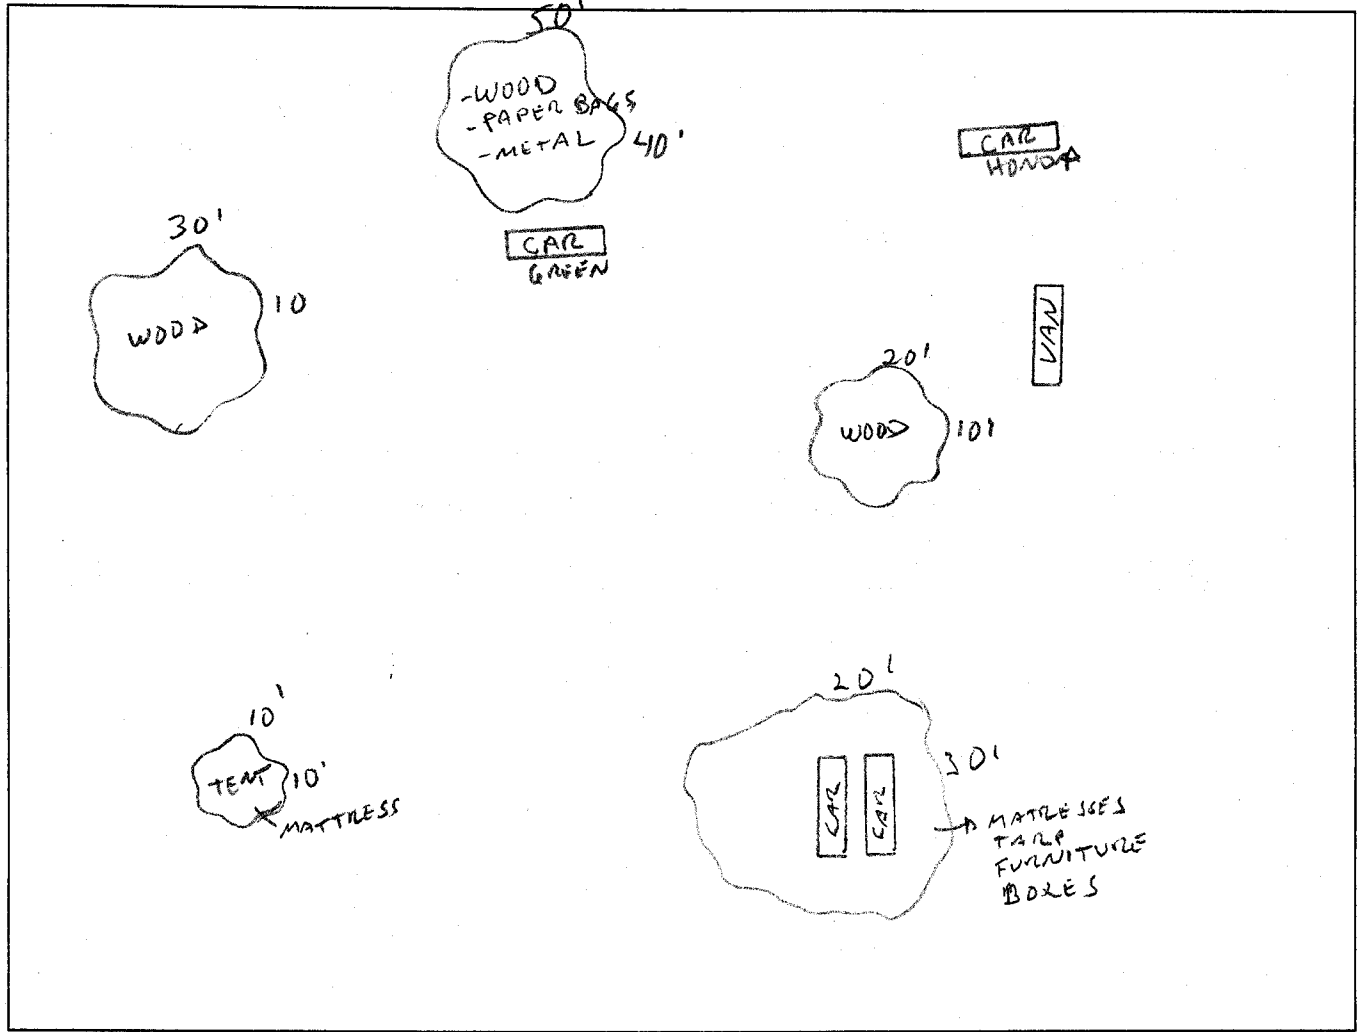 50'
-WOOD
-PAPER BAGS
-METAL
40'
CAR
HONDA
30'
CAR
GREEN
10
WOOD
VAN
20'
WOOD
10'
10'
TENT
10'
MATTRESS
20'
30'
CAR
CAR
MATRESSES
TARP
FURNITURE
BOXES